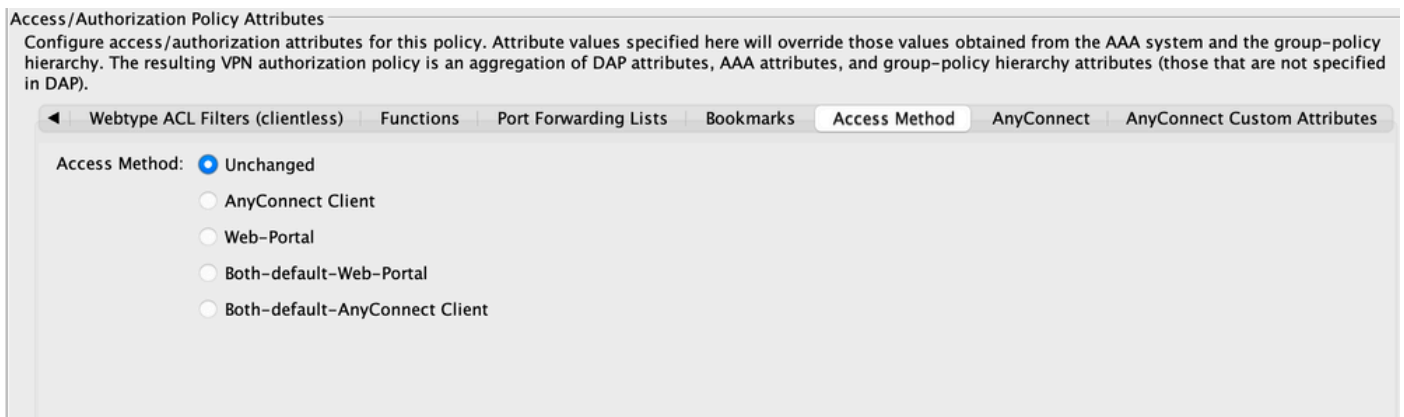 Access/Authorization Policy Attributes
Configure access/authorization attributes for this policy. Attribute values specified here will override those values obtained from the AAA system and the group-policy
hierarchy. The resulting VPN authorization policy is an aggregation of DAP attributes, AAA attributes, and group-policy hierarchy attributes (those that are not specified
in DAP).
Webtype ACL Filters (clientless) Functions Port Forwarding Lists Bookmarks Access Method AnyConnect AnyConnect Custom Attributes
Access Method: Unchanged
AnyConnect Client
Web-Portal
Both-default-Web-Portal
Both-default-AnyConnect Client